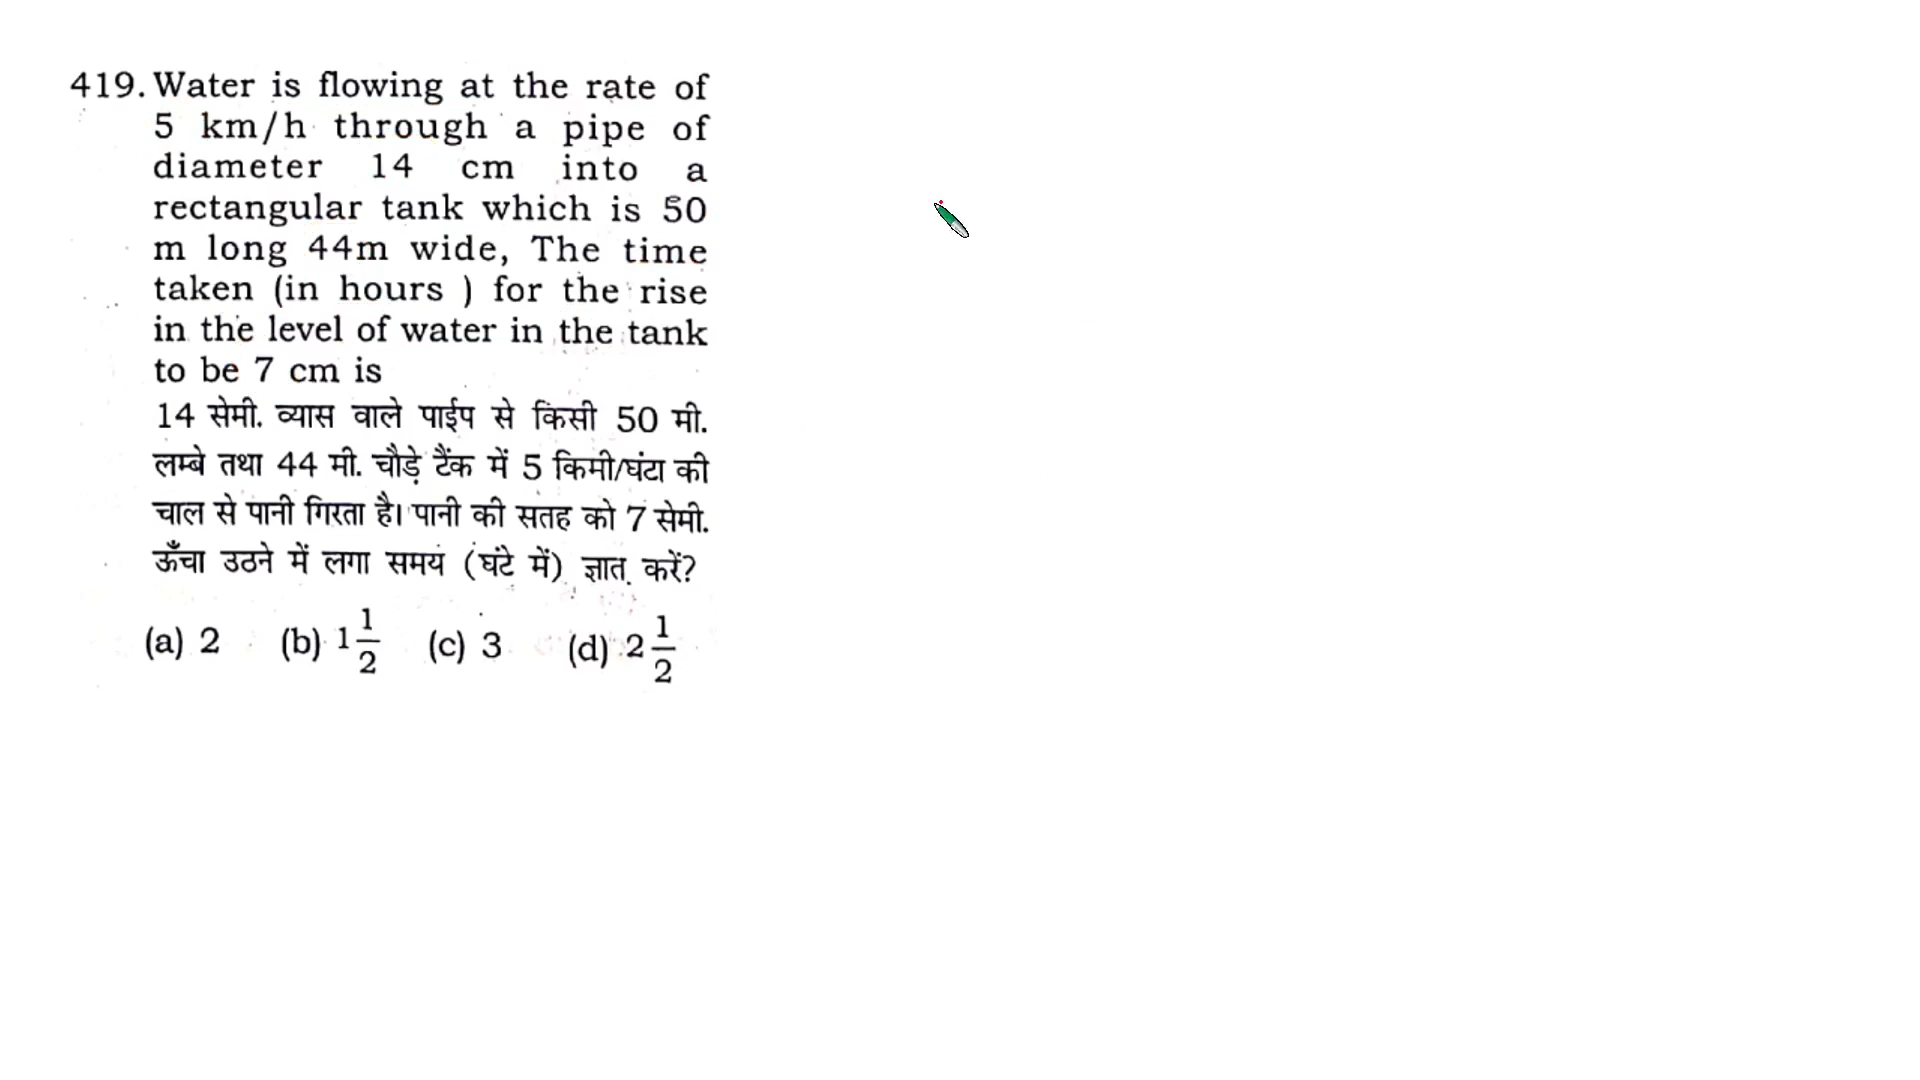 419. Water is flowing at the rate of
5 km/h through a pipe of
diameter 14 cm into a
rectangular tank which is 50
m long 44m wide, The time
taken (in hours ) for the rise
in the level of water in the tank
to be 7 cm is
14 सेमी. व्यास वाले पाईप से किसी 50 मी.
लम्बे तथा 44 मी. चौड़े टैंक में 5 किमी/घंटा की
चाल से पानी गिरता है। पानी की सतह को 7 सेमी.
ऊँचा उठने में लगा समय (घंटे में) ज्ञात करें?
(a) 2 (b) 1 1/2 (c) 3 (d) 2 1/2